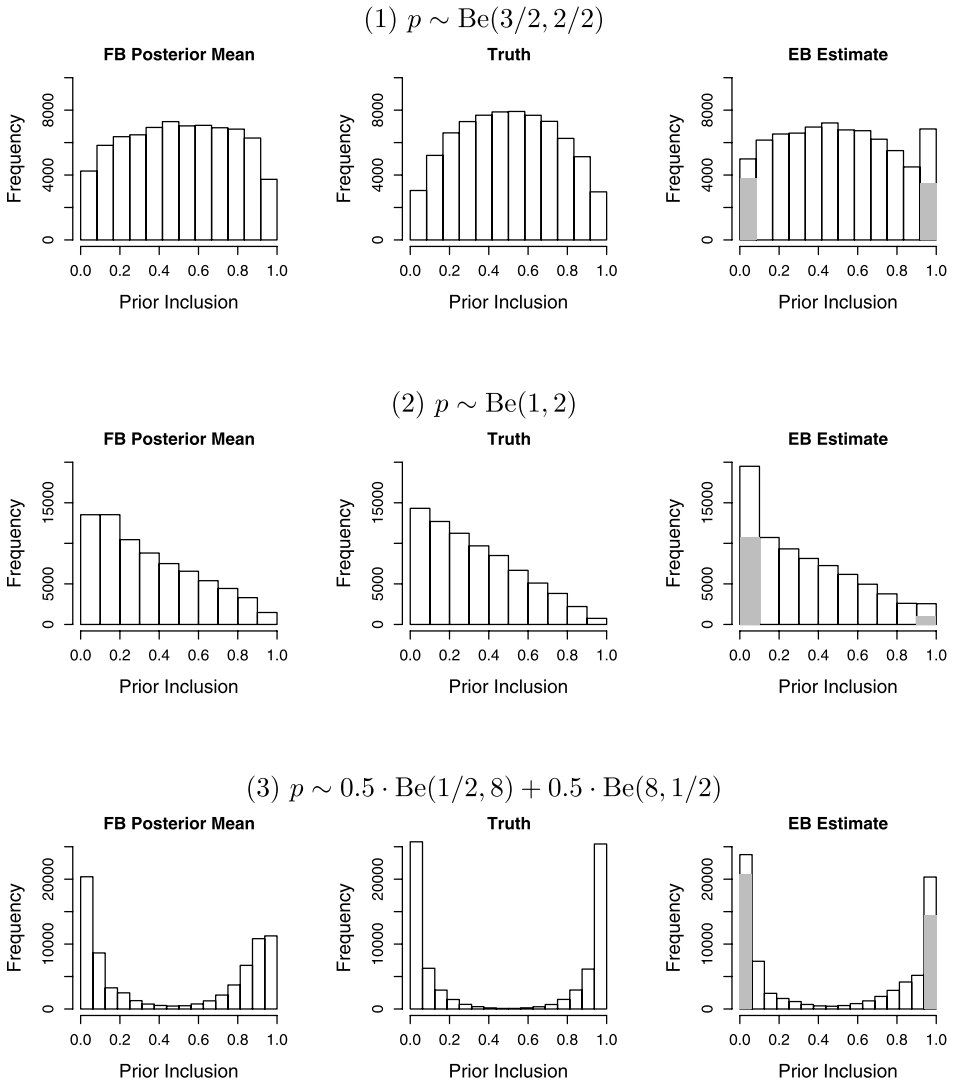 (1) p ∼ Be(3/2, 2/2)
FB Posterior Mean Truth EB Estimate
Frequency Frequency Frequency
8000 8000 8000
4000 4000 4000
0 0 0
0.0 0.2 0.4 0.6 0.8 1.0 0.0 0.2 0.4 0.6 0.8 1.0 0.0 0.2 0.4 0.6 0.8 1.0
Prior Inclusion Prior Inclusion Prior Inclusion
(2) p ∼ Be(1, 2)
FB Posterior Mean Truth EB Estimate
Frequency Frequency Frequency
15000 15000 15000
5000 5000 5000
0 0 0
0.0 0.2 0.4 0.6 0.8 1.0 0.0 0.2 0.4 0.6 0.8 1.0 0.0 0.2 0.4 0.6 0.8 1.0
Prior Inclusion Prior Inclusion Prior Inclusion
(3) p ∼ 0.5 · Be(1/2, 8) + 0.5 · Be(8, 1/2)
FB Posterior Mean Truth EB Estimate
Frequency Frequency Frequency
20000 20000 20000
10000 10000 10000
0 0 0
0.0 0.2 0.4 0.6 0.8 1.0 0.0 0.2 0.4 0.6 0.8 1.0 0.0 0.2 0.4 0.6 0.8 1.0
Prior Inclusion Prior Inclusion Prior Inclusion